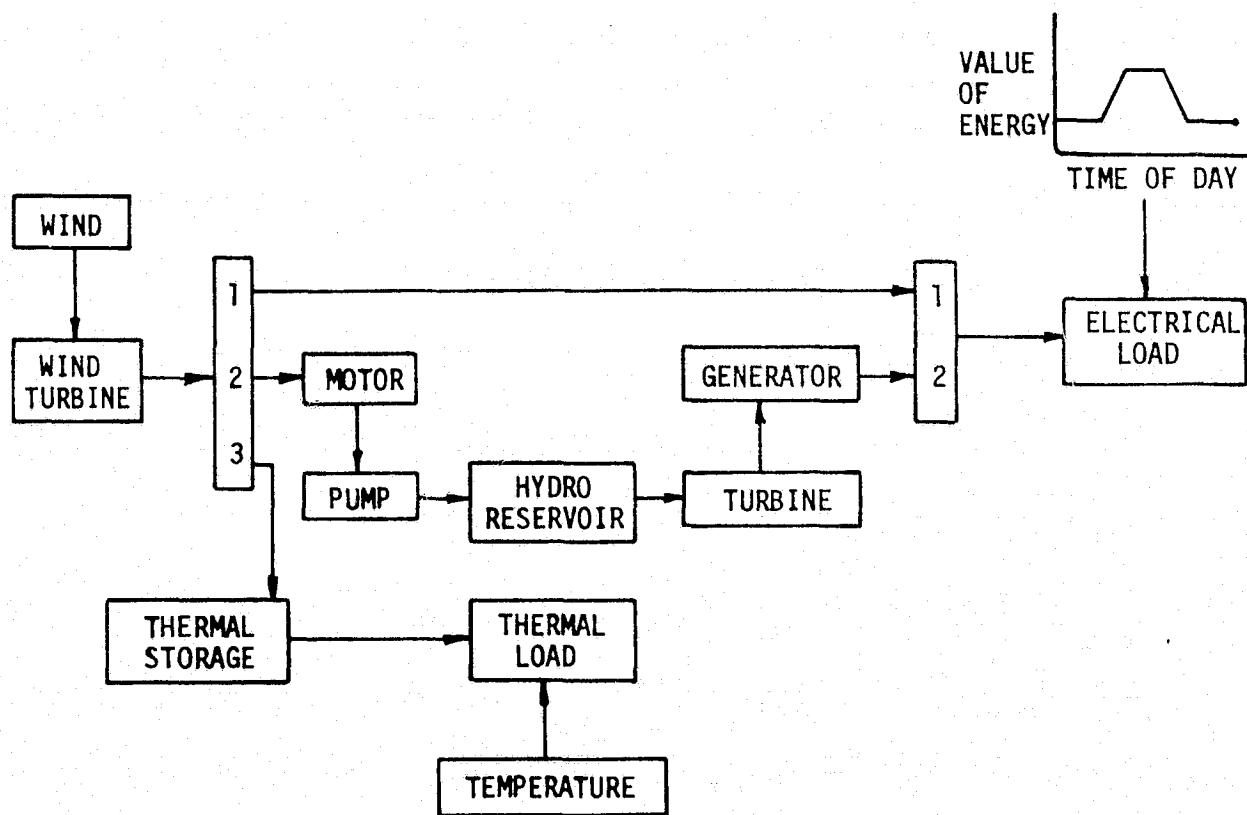 VALUE
OF
ENERGY
TIME OF DAY
WIND
WIND
TURBINE
1
2
3
MOTOR
PUMP
HYDRO
RESERVOIR
TURBINE
GENERATOR
1
2
ELECTRICAL
LOAD
THERMAL
STORAGE
THERMAL
LOAD
TEMPERATURE